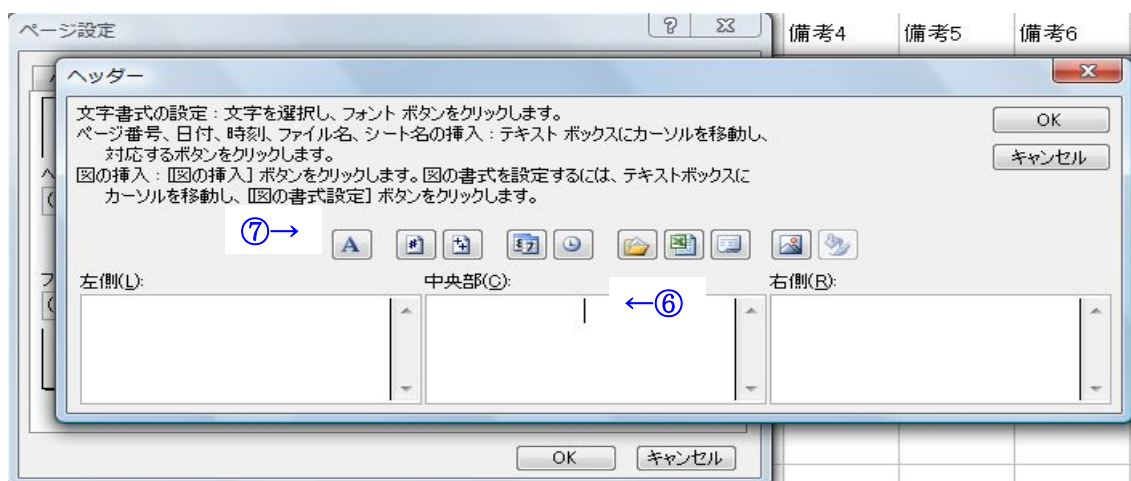 ページ設定
備考4 備考5 備考6
ヘッダー
文字書式の設定:文字を選択し、フォント ボタンをクリックします。
ページ番号、日付、時刻、ファイル名、シート名の挿入:テキスト ボックスにカーソルを移動し、
対応するボタンをクリックします。
図の挿入:[図の挿入] ボタンをクリックします。図の書式を設定するには、テキストボックスに
カーソルを移動し、[図の書式設定] ボタンをクリックします。
OK
キャンセル
⑦→
A
左側(L):
中央部(C):
右側(R):
←⑥
OK キャンセル